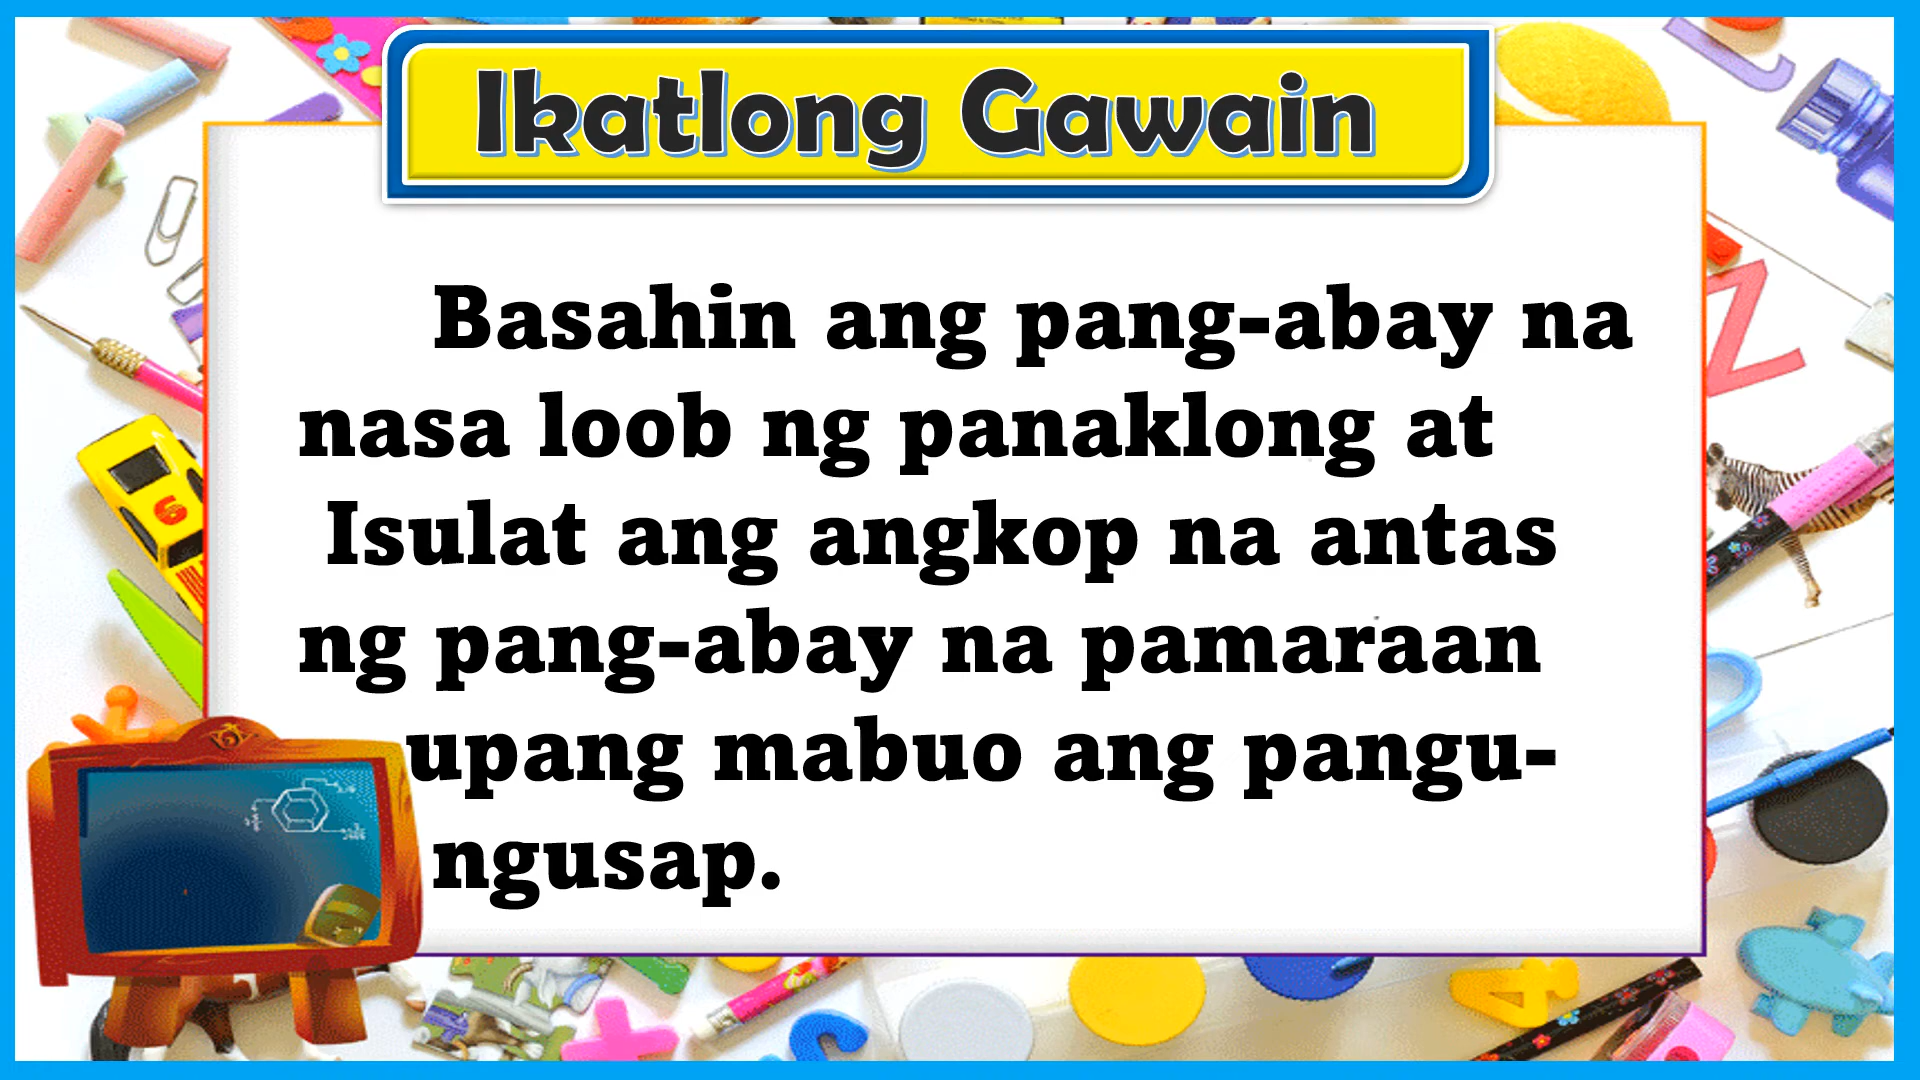 Ikatlong Gawain
Basahin ang pang-abay na
nasa loob ng panaklong at
Isulat ang angkop na antas
ng pang-abay na pamaraan
upang mabuo ang pangu-
ngusap.